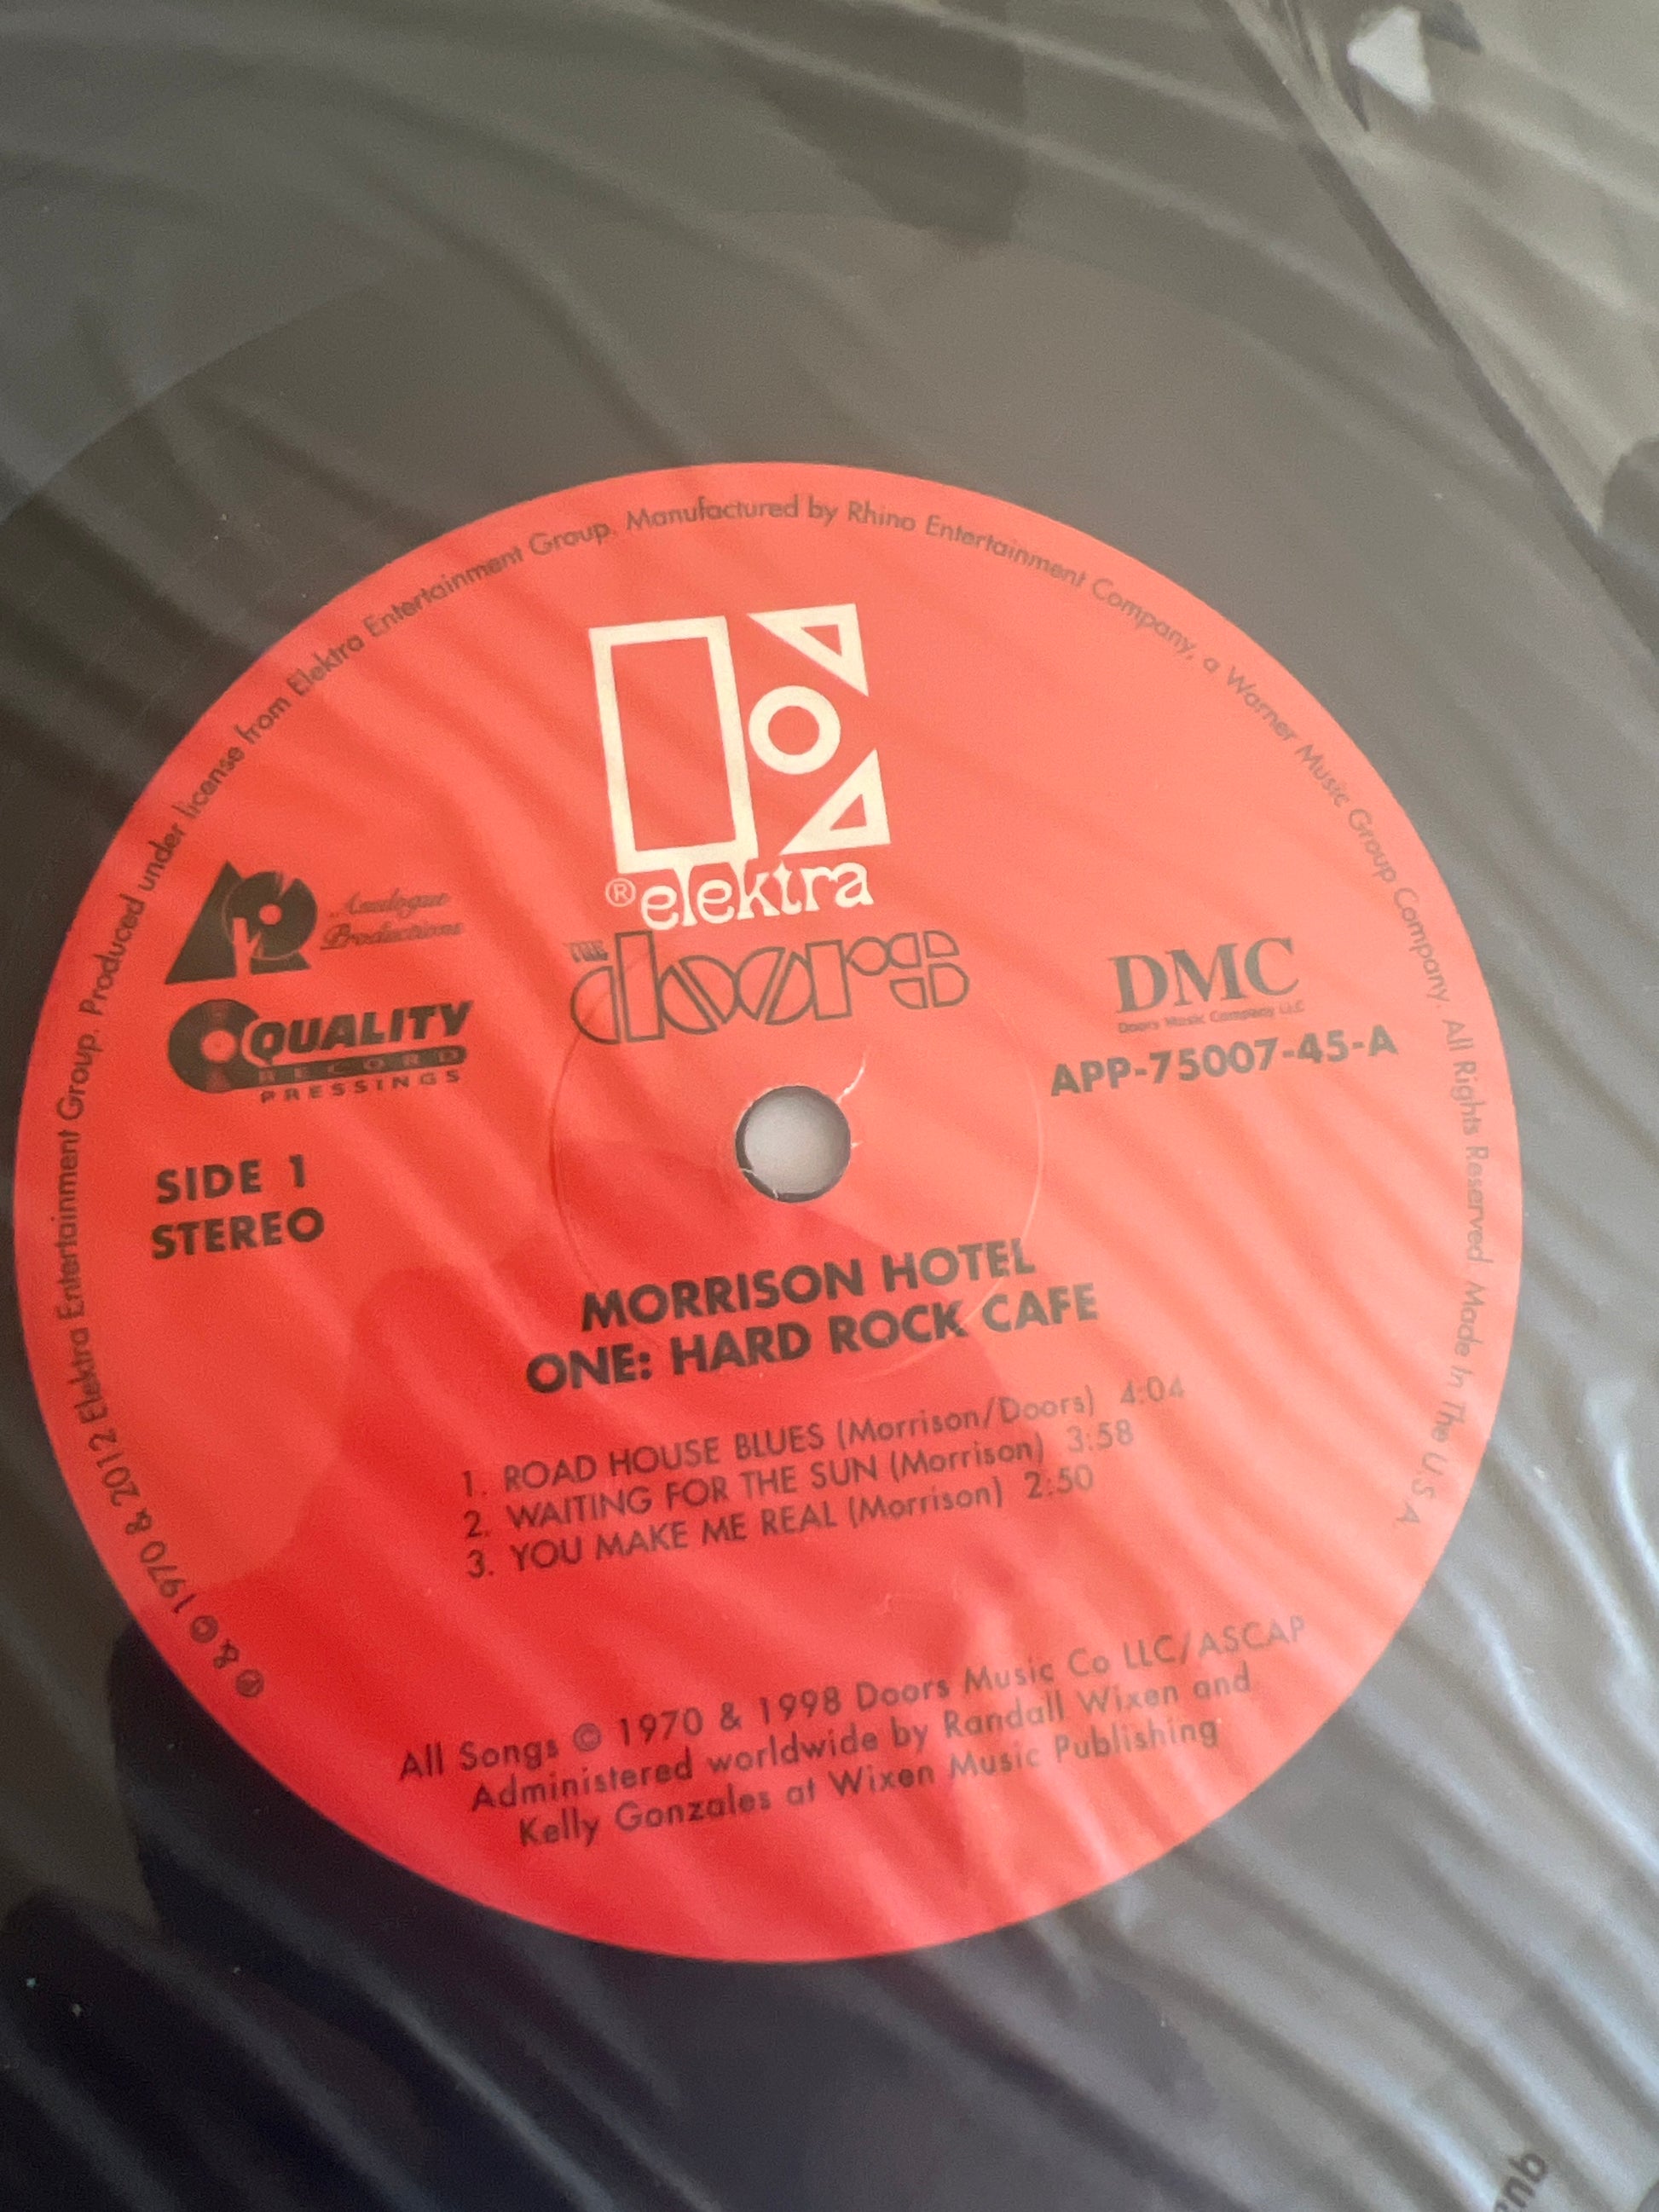 ℗ & © 1970 & 2012 Elektra Entertainment Group. Produced under license from Elektra Entertainment Group. Manufactured by Rhino Entertainment Company, a Warner Music Group Company. All Rights Reserved. Made In The U.S.A.
® elektra
THE doors
Analogue
Productions
QUALITY
RECORD
PRESSINGS
DMC
Doors Music Company LLC
APP-75007-45-A
SIDE 1
STEREO
MORRISON HOTEL
ONE: HARD ROCK CAFE
1. ROAD HOUSE BLUES (Morrison/Doors) 4:04
2. WAITING FOR THE SUN (Morrison) 3:58
3. YOU MAKE ME REAL (Morrison) 2:50
All Songs © 1970 & 1998 Doors Music Co LLC/ASCAP
Administered worldwide by Randall Wixen and
Kelly Gonzales at Wixen Music Publishing